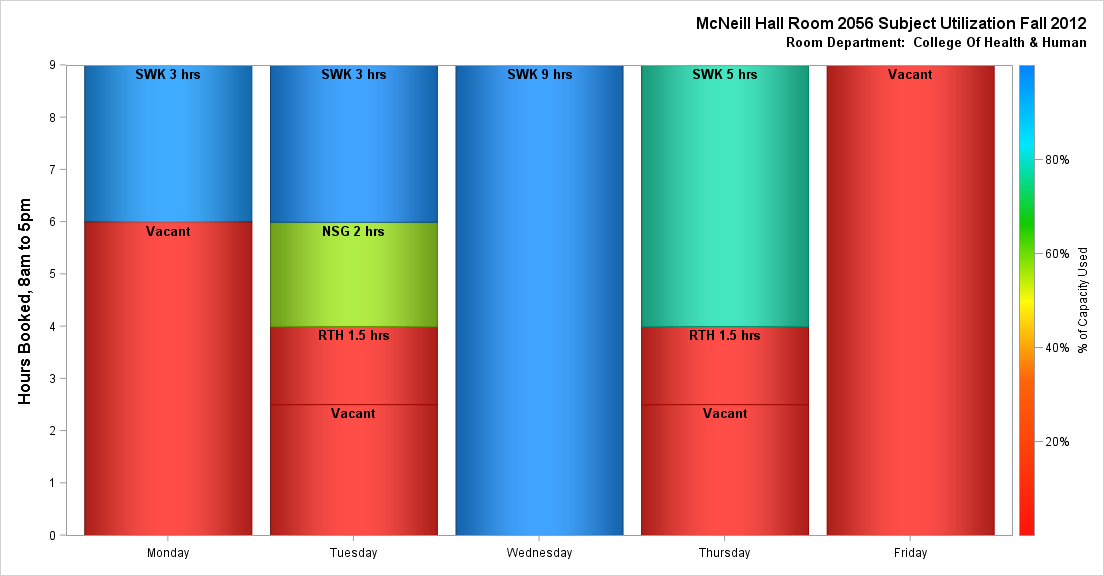 McNeill Hall Room 2056 Subject Utilization Fall 2012
Room Department:  College Of Health & Human
Hours Booked, 8am to 5pm
9
8
7
6
5
4
3
2
1
0
SWK 3 hrs
Vacant
SWK 3 hrs
NSG 2 hrs
RTH 1.5 hrs
Vacant
SWK 9 hrs
SWK 5 hrs
RTH 1.5 hrs
Vacant
Vacant
Monday
Tuesday
Wednesday
Thursday
Friday
80%
60%
40%
20%
% of Capacity Used